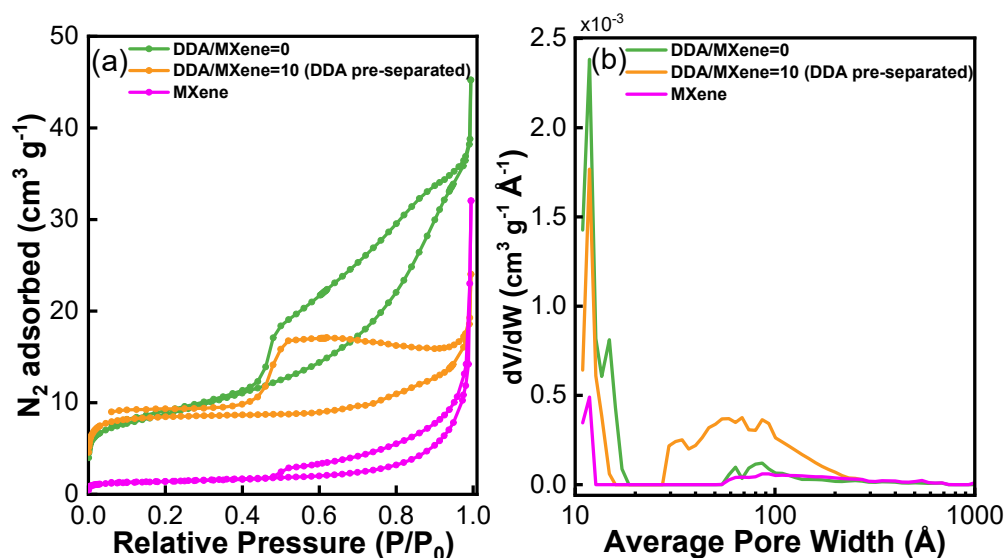 (a)
DDA/MXene=0
DDA/MXene=10 (DDA pre-separated)
MXene
50
40
30
20
10
0
N₂ adsorbed (cm³ g⁻¹)
0.0 0.2 0.4 0.6 0.8 1.0
Relative Pressure (P/P₀)
x10⁻³
(b)
DDA/MXene=0
DDA/MXene=10 (DDA pre-separated)
MXene
2.5
2.0
1.5
1.0
0.5
0.0
dV/dW (cm³ g⁻¹ Å⁻¹)
10 100 1000
Average Pore Width (Å)